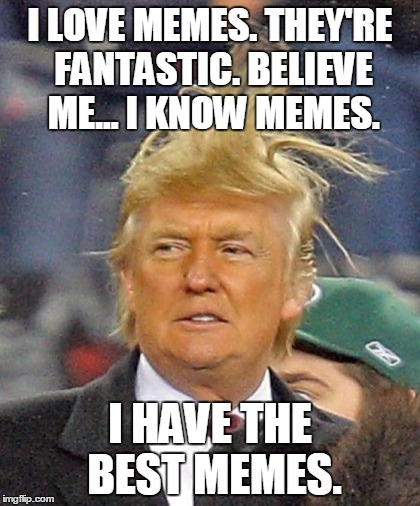 I LOVE MEMES. THEY'RE
FANTASTIC. BELIEVE
ME... I KNOW MEMES.
I HAVE THE
BEST MEMES.
imgflip.com